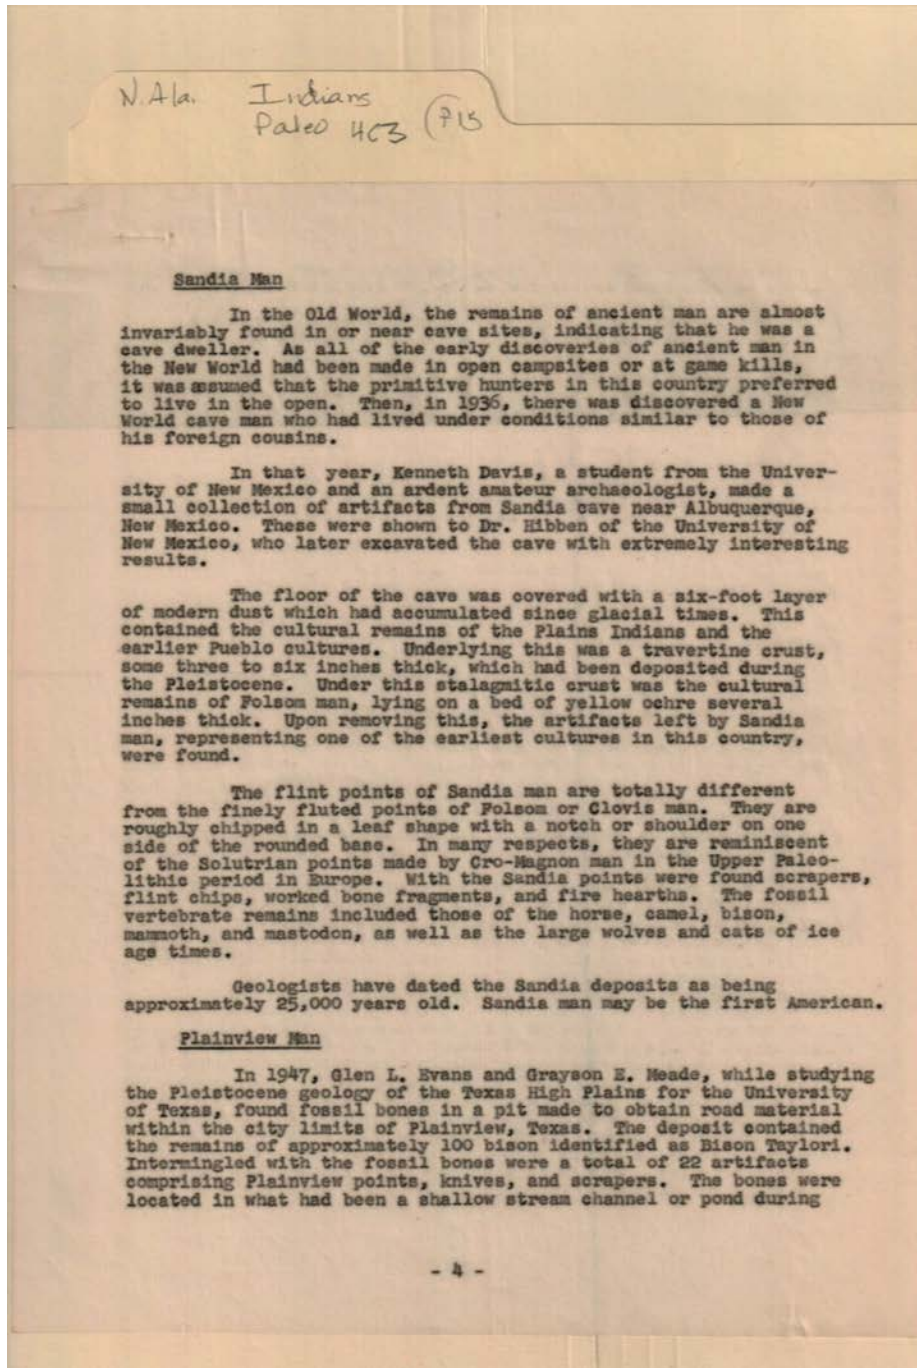 N. Ala. Indians
Paleo 4C3 P15
Sandia Man
In the Old World, the remains of ancient man are almost
invariably found in or near cave sites, indicating that he was a
cave dweller. As all of the early discoveries of ancient man in
the New World had been made in open campsites or at game kills,
it was assumed that the primitive hunters in this country preferred
to live in the open. Then, in 1936, there was discovered a New
World cave man who had lived under conditions similar to those of
his foreign cousins.
In that year, Kenneth Davis, a student from the Univer-
sity of New Mexico and an ardent amateur archaeologist, made a
small collection of artifacts from Sandia cave near Albuquerque,
New Mexico. These were shown to Dr. Hibben of the University of
New Mexico, who later excavated the cave with extremely interesting
results.
The floor of the cave was covered with a six-foot layer
of modern dust which had accumulated since glacial times. This
contained the cultural remains of the Plains Indians and the
earlier Pueblo cultures. Underlying this was a travertine crust,
some three to six inches thick, which had been deposited during
the Pleistocene. Under this stalagmitic crust was the cultural
remains of Folsom man, lying on a bed of yellow ochre several
inches thick. Upon removing this, the artifacts left by Sandia
man, representing one of the earliest cultures in this country,
were found.
The flint points of Sandia man are totally different
from the finely fluted points of Folsom or Clovis man. They are
roughly chipped in a leaf shape with a notch or shoulder on one
side of the rounded base. In many respects, they are reminiscent
of the Solutrian points made by Cro-Magnon man in the Upper Paleo-
lithic period in Europe. With the Sandia points were found scrapers,
flint chips, worked bone fragments, and fire hearths. The fossil
vertebrate remains included those of the horse, camel, bison,
mammoth, and mastodon, as well as the large wolves and cats of ice
age times.
Geologists have dated the Sandia deposits as being
approximately 25,000 years old. Sandia man may be the first American.
Plainview Man
In 1947, Glen L. Evans and Grayson E. Meade, while studying
the Pleistocene geology of the Texas High Plains for the University
of Texas, found fossil bones in a pit made to obtain road material
within the city limits of Plainview, Texas. The deposit contained
the remains of approximately 100 bison identified as Bison Taylori.
Intermingled with the fossil bones were a total of 22 artifacts
comprising Plainview points, knives, and scrapers. The bones were
located in what had been a shallow stream channel or pond during
- 4 -